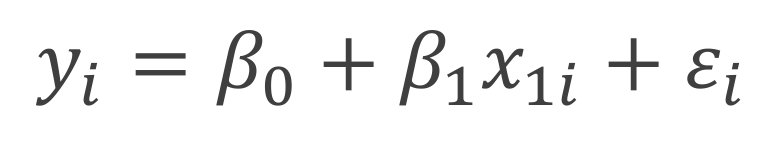 yᵢ = β₀ + β₁x₁ᵢ + εᵢ